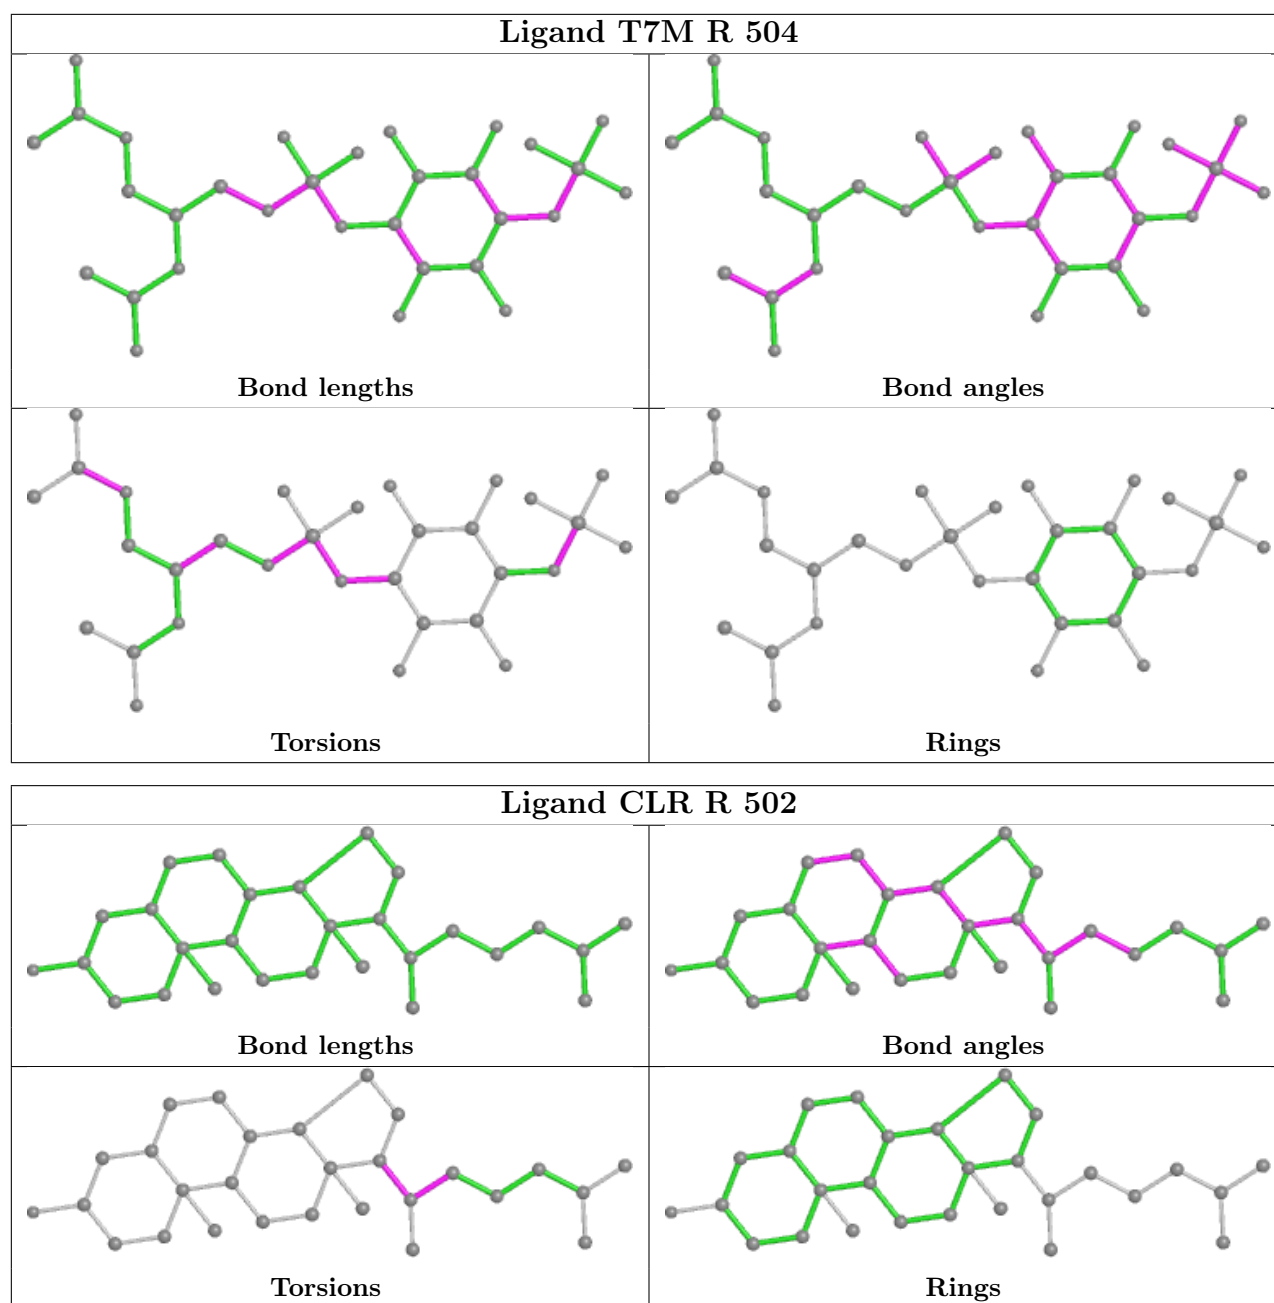 Ligand T7M R 504
Bond lengths
Bond angles
Torsions
Rings
Ligand CLR R 502
Bond lengths
Bond angles
Torsions
Rings